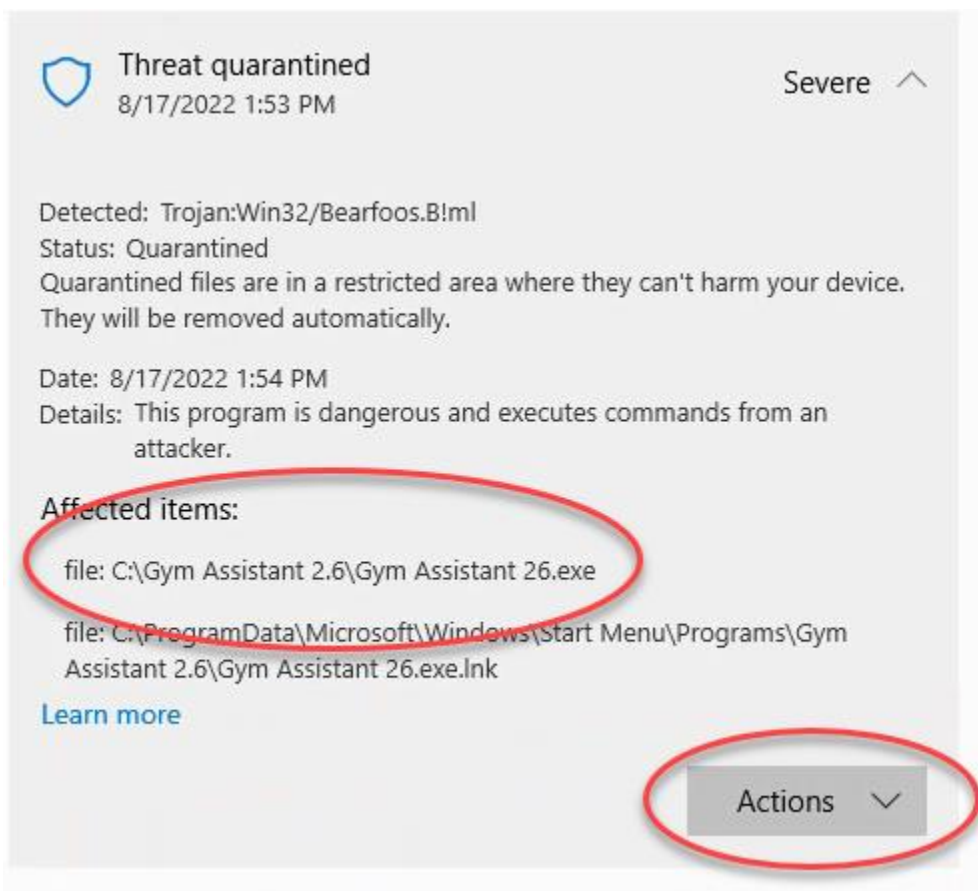 Threat quarantined
8/17/2022 1:53 PM
Severe
Detected: Trojan:Win32/Bearfoos.B!ml
Status: Quarantined
Quarantined files are in a restricted area where they can't harm your device.
They will be removed automatically.
Date: 8/17/2022 1:54 PM
Details: This program is dangerous and executes commands from an
attacker.
Affected items:
file: C:\Gym Assistant 2.6\Gym Assistant 26.exe
file: C:\ProgramData\Microsoft\Windows\Start Menu\Programs\Gym
Assistant 2.6\Gym Assistant 26.exe.lnk
Learn more
Actions